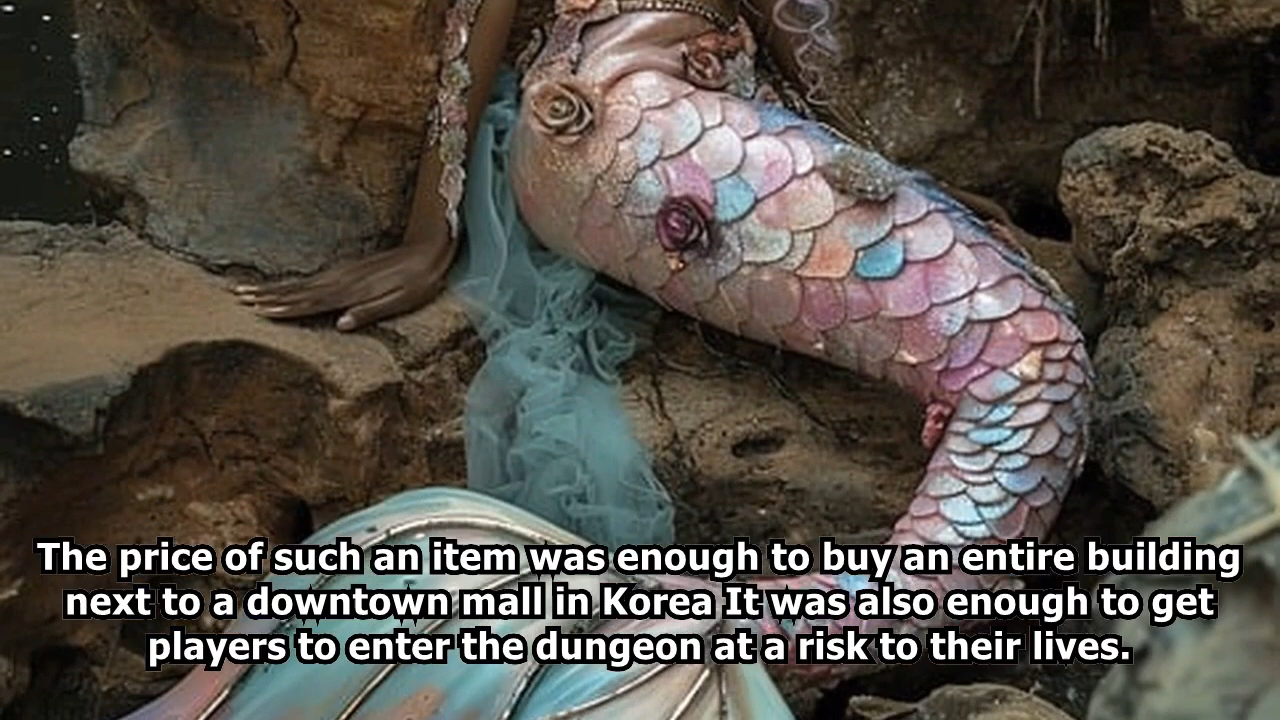 The price of such an item was enough to buy an entire building
next to a downtown mall in Korea It was also enough to get
players to enter the dungeon at a risk to their lives.